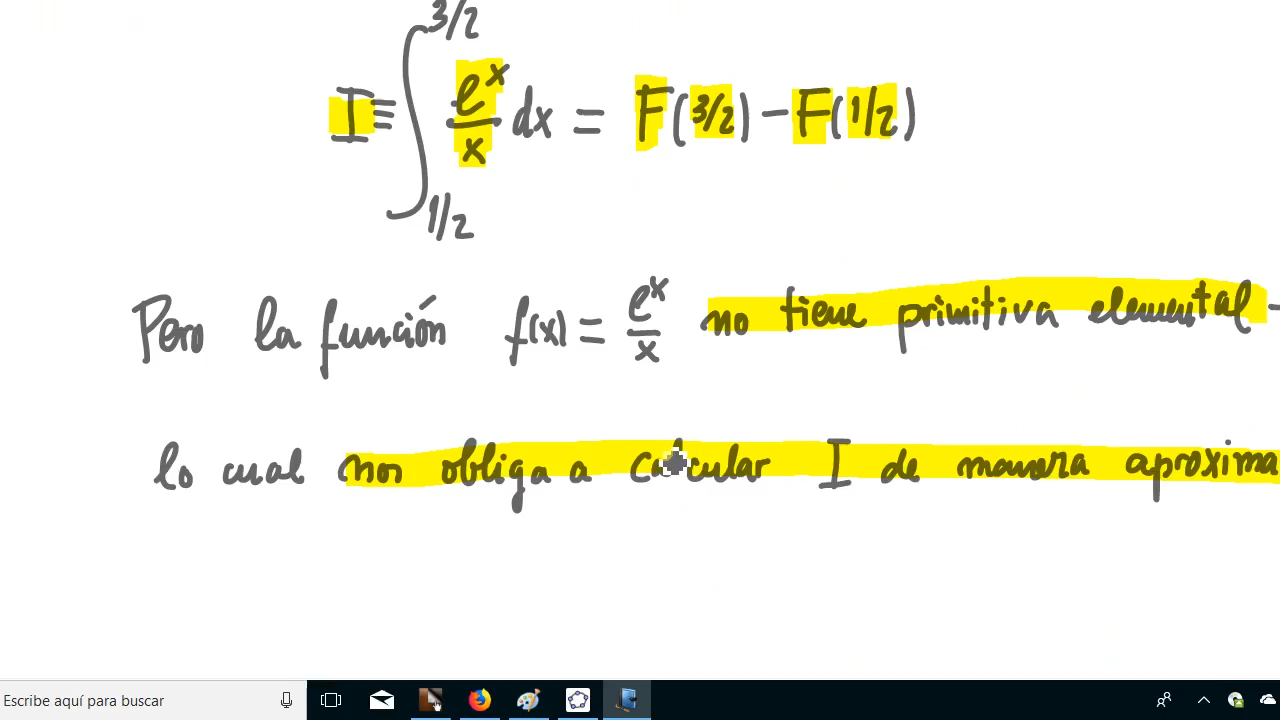 I ≡ ∫_{1/2}^{3/2} e^x/x dx = F(3/2) - F(1/2)
Pero la función f(x) = e^x/x no tiene primitiva elemental -
lo cual nos obliga a calcular I de manera aproxima
Escribe aquí para buscar